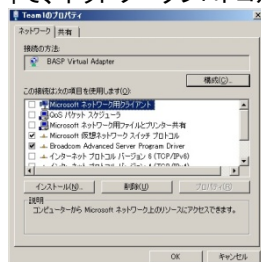 Team1のプロパティ
ネットワーク 共有
接続の方法:
BASP Virtual Adapter
構成(C)...
この接続は次の項目を使用します(O):
Microsoft ネットワーク用クライアント
QoS パケット スケジューラ
Microsoft ネットワーク用ファイルとプリンター共有
Microsoft 仮想ネットワーク スイッチ プロトコル
Broadcom Advanced Server Program Driver
インターネット プロトコル バージョン 6 (TCP/IPv6)
インストール(N)... 削除(U) プロパティ(R)
説明
コンピューターから Microsoft ネットワーク上のリソースにアクセスできます。
OK キャンセル